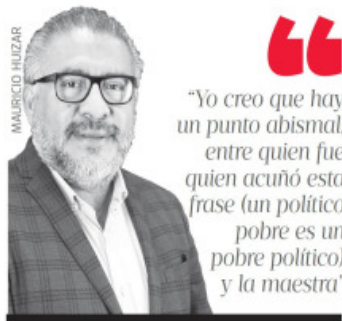 MAURICIO HUIZAR
“Yo creo que hay
un punto abismal,
entre quien fue
quien acuñó esta
frase (un político
pobre es un
pobre político)
y la maestra”